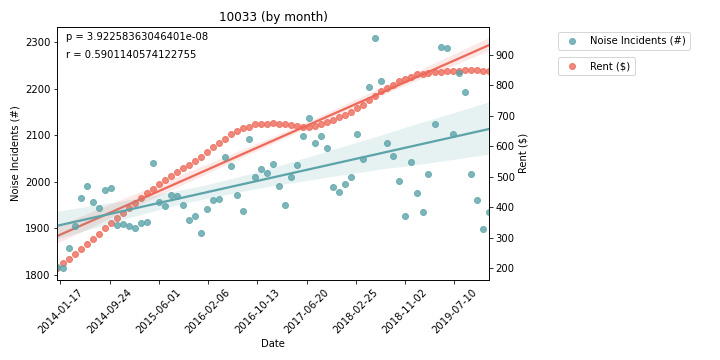 10033 (by month)
p = 3.92258363046401e-08
r = 0.5901140574122755
Noise Incidents (#)
Rent ($)
2300
2200
2100
2000
1900
1800
Noise Incidents (#)
900
800
700
600
500
400
300
200
Rent ($)
2014-01-17
2014-09-24
2015-06-01
2016-02-06
2016-10-13
2017-06-20
2018-02-25
2018-11-02
2019-07-10
Date